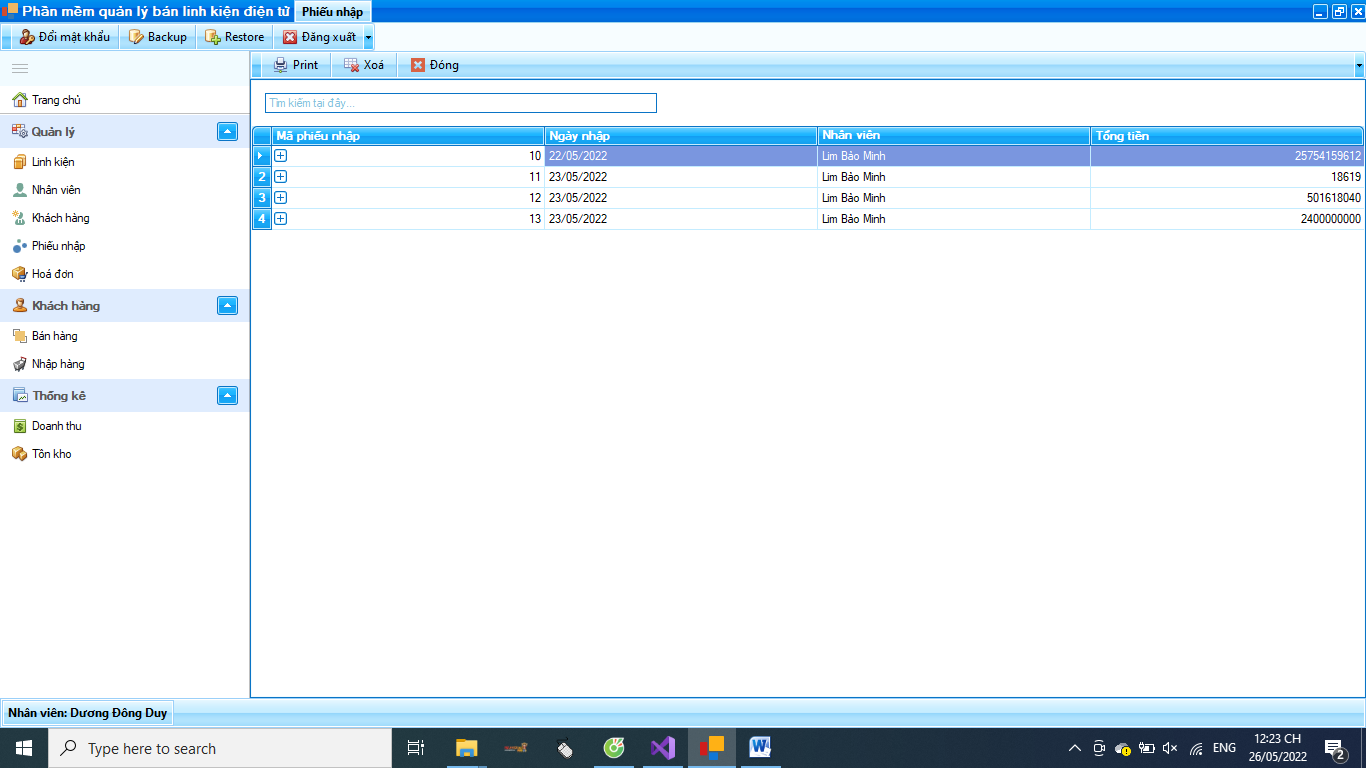 Phần mềm quản lý bán linh kiện điện tử Phiếu nhập
Đổi mật khẩu Backup Restore Đăng xuất
Print Xoá Đóng
Trang chủ
Quản lý
Linh kiện
Nhân viên
Khách hàng
Phiếu nhập
Hoá đơn
Khách hàng
Bán hàng
Nhập hàng
Thống kê
Doanh thu
Tồn kho
Tìm kiếm tại đây...
Mã phiếu nhập Ngày nhập Nhân viên Tổng tiền
10 22/05/2022 Lim Bảo Minh 25754159612
2 11 23/05/2022 Lim Bảo Minh 18619
3 12 23/05/2022 Lim Bảo Minh 501618040
4 13 23/05/2022 Lim Bảo Minh 2400000000
Nhân viên: Dương Đông Duy
Type here to search
ENG
12:23 CH
26/05/2022
2